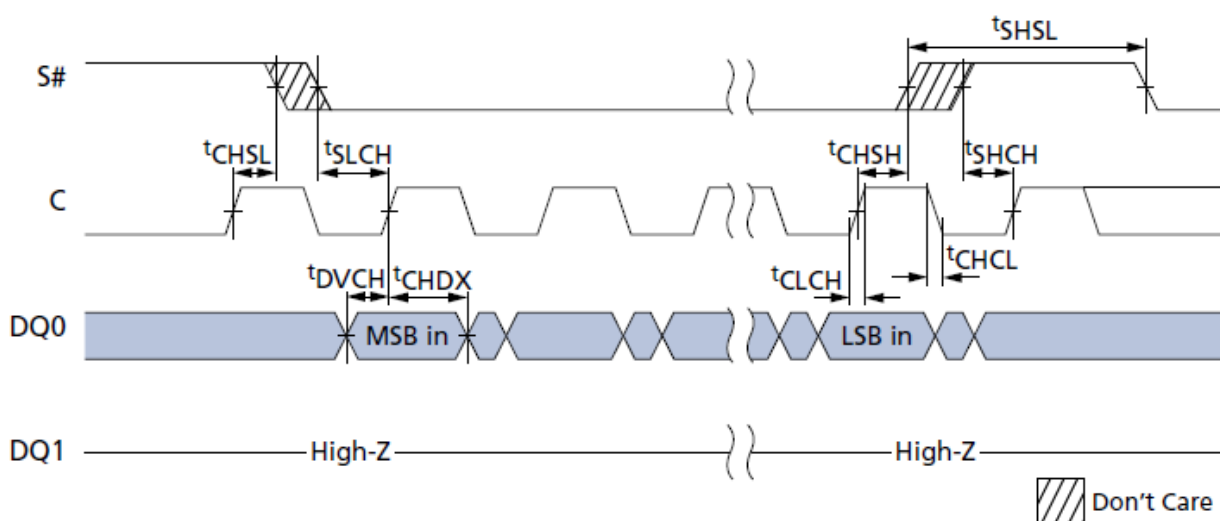 tSHSL
S#
tCHSL
tSLCH
tCHSH
tSHCH
C
tDVCH
tCHDX
tCLCH
tCHCL
DQ0
MSB in
LSB in
DQ1
High-Z
High-Z
Don't Care